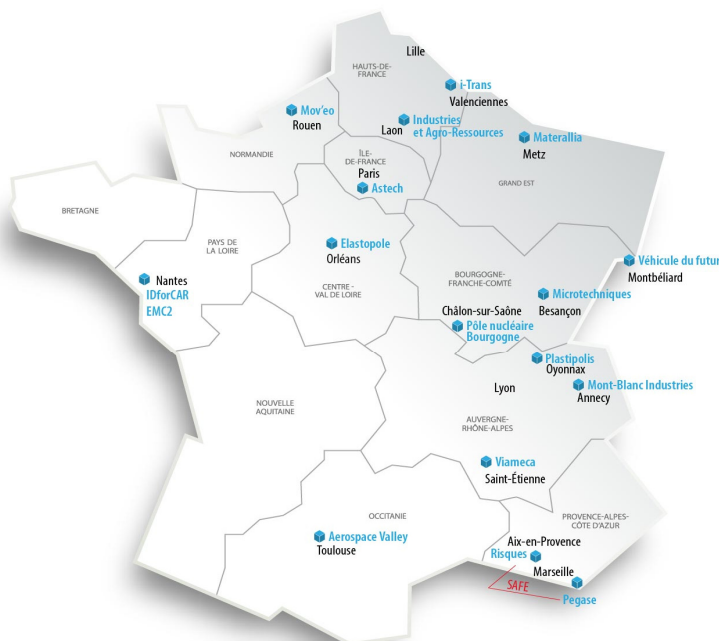 Lille
HAUTS-DE-
FRANCE
i-Trans
Valenciennes
Mov'eo
Rouen
Laon
Industries
et Agro-Ressources
Materallia
Metz
NORMANDIE
ÎLE-
DE-FRANCE
Paris
Astech
GRAND EST
BRETAGNE
PAYS DE
LA LOIRE
Elastopole
Orléans
CENTRE -
VAL DE LOIRE
BOURGOGNE-
FRANCHE-COMTÉ
Véhicule du futur
Montbéliard
Nantes
IDforCAR
EMC2
Microtechniques
Besançon
Châlon-sur-Saône
Pôle nucléaire
Bourgogne
Plastipolis
Oyonnax
Lyon
Mont-Blanc Industries
Annecy
NOUVELLE
AQUITAINE
AUVERGNE-
RHÔNE-ALPES
Viameca
Saint-Étienne
OCCITANIE
PROVENCE-ALPES-
CÔTE D'AZUR
Aerospace Valley
Toulouse
Aix-en-Provence
Risques
Marseille
SAFE
Pegase